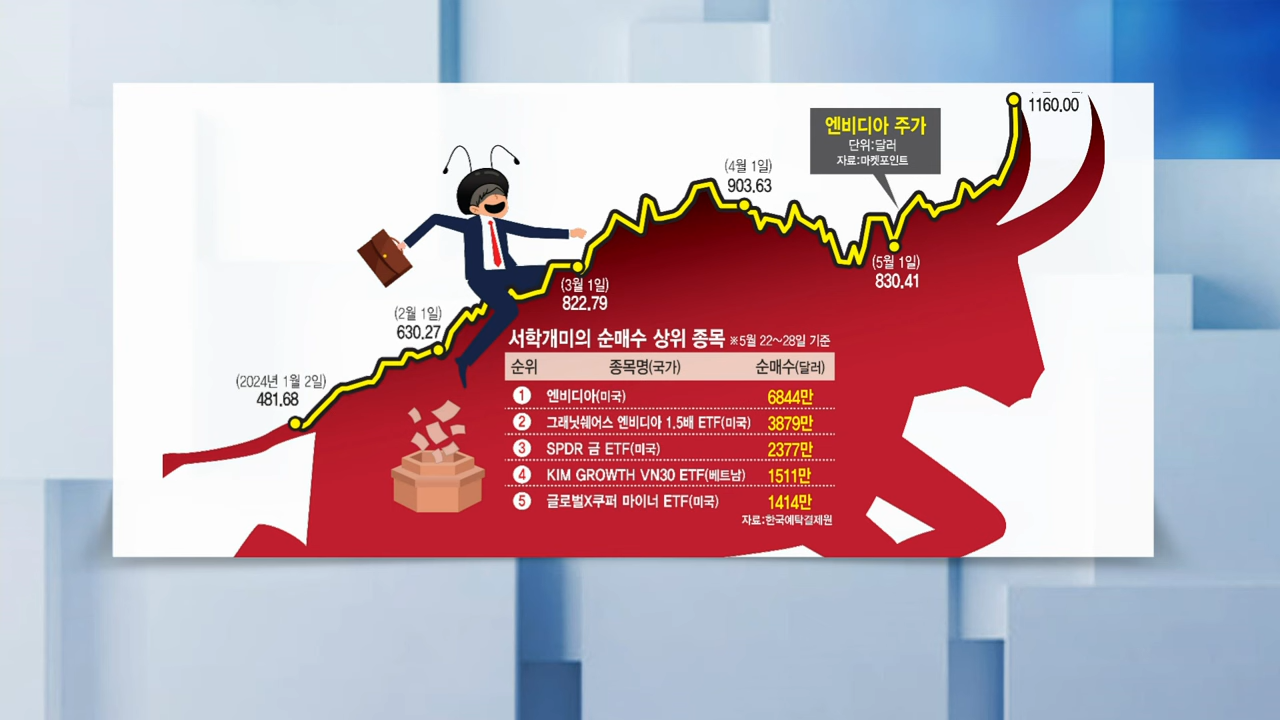 1160.00
엔비디아 주가
단위:달러
자료:마켓포인트
(4월 1일)
903.63
(5월 1일)
830.41
(3월 1일)
822.79
(2월 1일)
630.27
(2024년 1월 2일)
481.68
서학개미의 순매수 상위 종목 ※5월 22~28일 기준
순위 종목명(국가) 순매수(달러)
1 엔비디아(미국) 6844만
2 그래닛쉐어스 엔비디아 1.5배 ETF(미국) 3879만
3 SPDR 금 ETF(미국) 2377만
4 KIM GROWTH VN30 ETF(베트남) 1511만
5 글로벌X쿠퍼 마이너 ETF(미국) 1414만
자료:한국예탁결제원